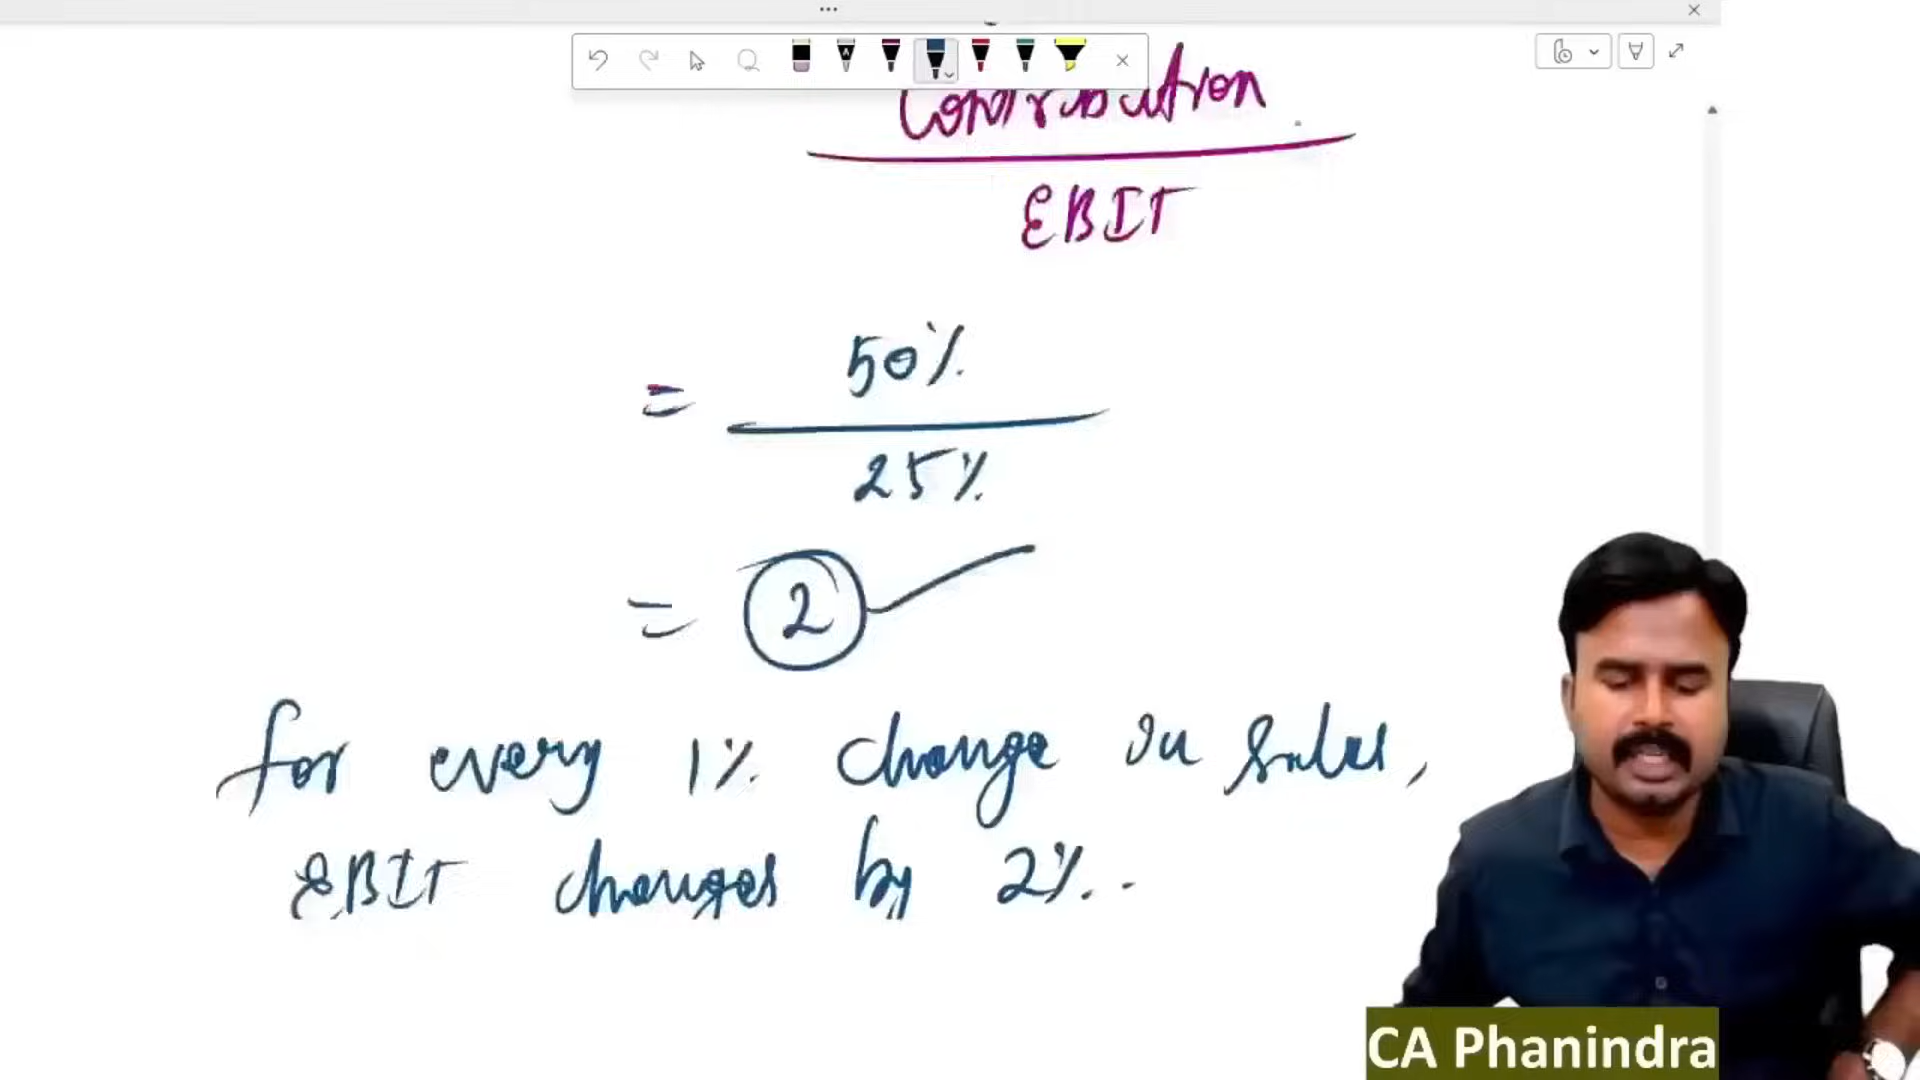 Contribution
EBIT
= 50%
25%
= 2
for every 1% change in sales,
EBIT changes by 2%.
CA Phanindra